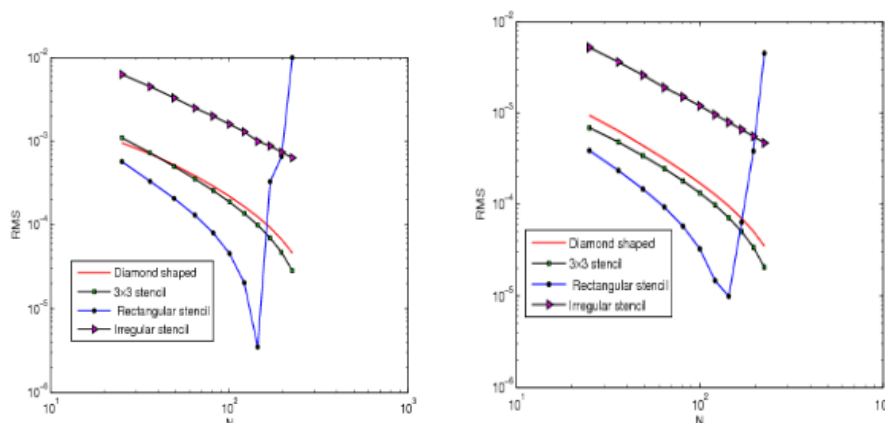 10^-2
10^-3
10^-4
10^-5
10^-6
RMS
Diamond shaped
3×3 stencil
Rectangular stencil
Irregular stencil
10^1
10^2
10^3
N
10^-2
10^-3
10^-4
10^-5
10^-6
RMS
Diamond shaped
3×3 stencil
Rectangular stencil
Irregular stencil
10^1
10^2
10
N